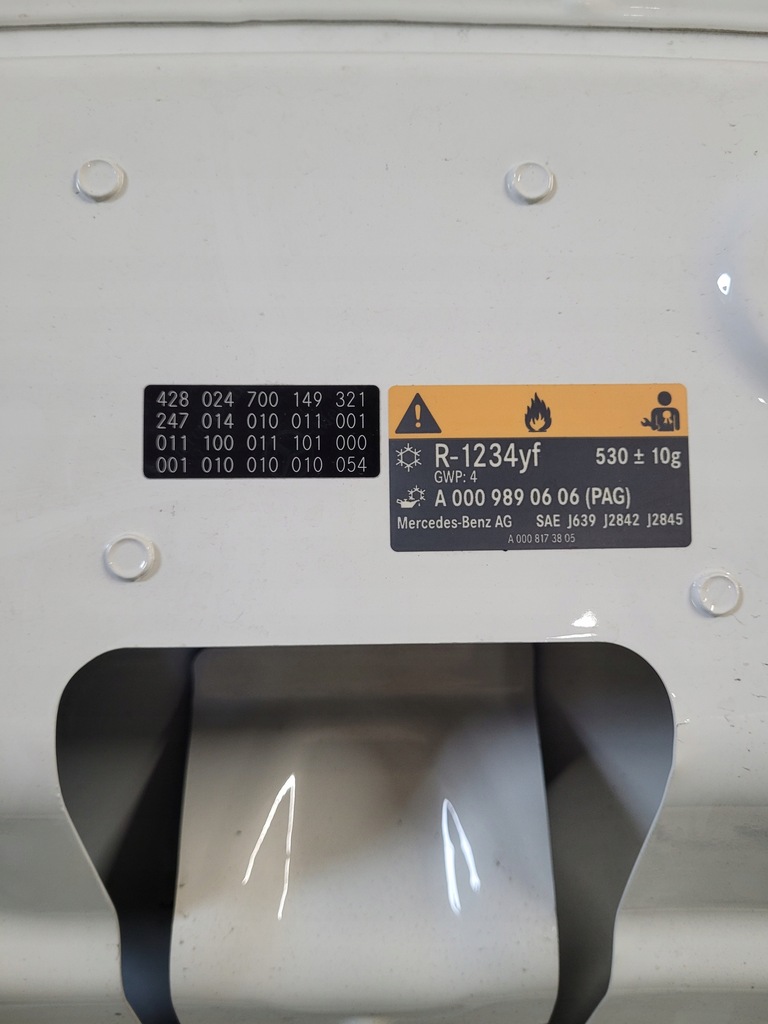 428 024 700 149 321
247 014 010 011 001
011 100 011 101 000
001 010 010 010 054
R-1234yf 530 ± 10g
GWP: 4
A 000 989 06 06 (PAG)
Mercedes-Benz AG SAE J639 J2842 J2845
A 000 817 38 05